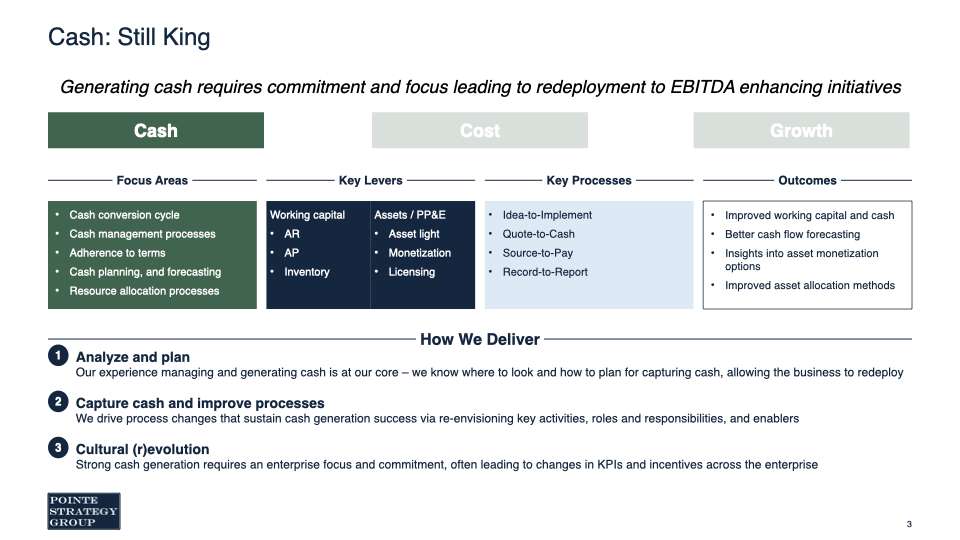 Cash: Still King
Generating cash requires commitment and focus leading to redeployment to EBITDA enhancing initiatives
Cash
Cost
Growth
Focus Areas
• Cash conversion cycle
• Cash management processes
• Adherence to terms
• Cash planning, and forecasting
• Resource allocation processes
Key Levers
Working capital
• AR
• AP
• Inventory
Assets / PP&E
• Asset light
• Monetization
• Licensing
Key Processes
• Idea-to-Implement
• Quote-to-Cash
• Source-to-Pay
• Record-to-Report
Outcomes
• Improved working capital and cash
• Better cash flow forecasting
• Insights into asset monetization
options
• Improved asset allocation methods
How We Deliver
1 Analyze and plan
Our experience managing and generating cash is at our core – we know where to look and how to plan for capturing cash, allowing the business to redeploy
2 Capture cash and improve processes
We drive process changes that sustain cash generation success via re-envisioning key activities, roles and responsibilities, and enablers
3 Cultural (r)evolution
Strong cash generation requires an enterprise focus and commitment, often leading to changes in KPIs and incentives across the enterprise
POINTE
STRATEGY
GROUP
3